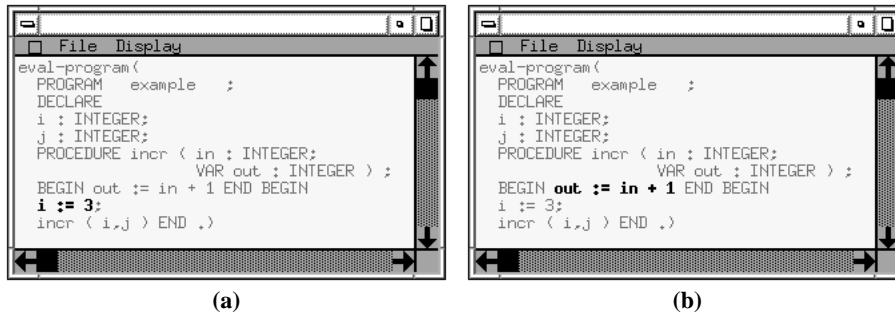 File Display
eval-program(
PROGRAM example ;
DECLARE
i : INTEGER;
j : INTEGER;
PROCEDURE incr ( in : INTEGER;
VAR out : INTEGER ) ;
BEGIN out := in + 1 END BEGIN
i := 3;
incr ( i,j ) END .)
(a)
File Display
eval-program(
PROGRAM example ;
DECLARE
i : INTEGER;
j : INTEGER;
PROCEDURE incr ( in : INTEGER;
VAR out : INTEGER ) ;
BEGIN out := in + 1 END BEGIN
i := 3;
incr ( i,j ) END .)
(b)